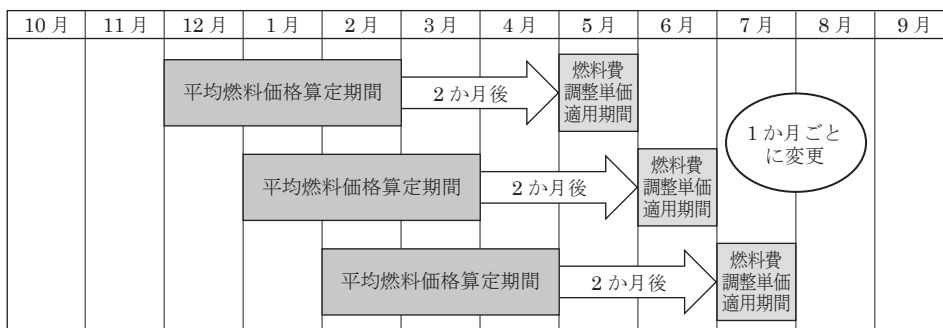 10月 11月 12月 1月 2月 3月 4月 5月 6月 7月 8月 9月
平均燃料価格算定期間
2か月後
燃料費
調整単価
適用期間
1か月ごと
に変更
平均燃料価格算定期間
2か月後
燃料費
調整単価
適用期間
平均燃料価格算定期間
2か月後
燃料費
調整単価
適用期間